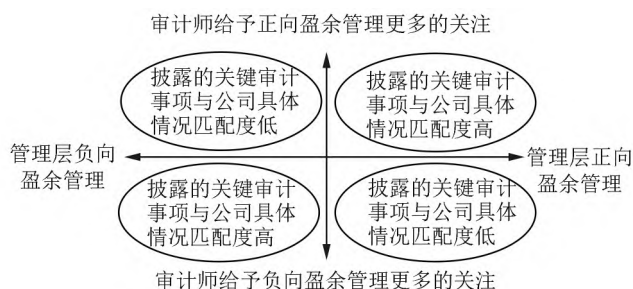 审计师给予正向盈余管理更多的关注
披露的关键审计
事项与公司具体
情况匹配度低
披露的关键审计
事项与公司具体
情况匹配度高
管理层负向
盈余管理
管理层正向
盈余管理
披露的关键审计
事项与公司具体
情况匹配度高
披露的关键审计
事项与公司具体
情况匹配度低
审计师给予负向盈余管理更多的关注